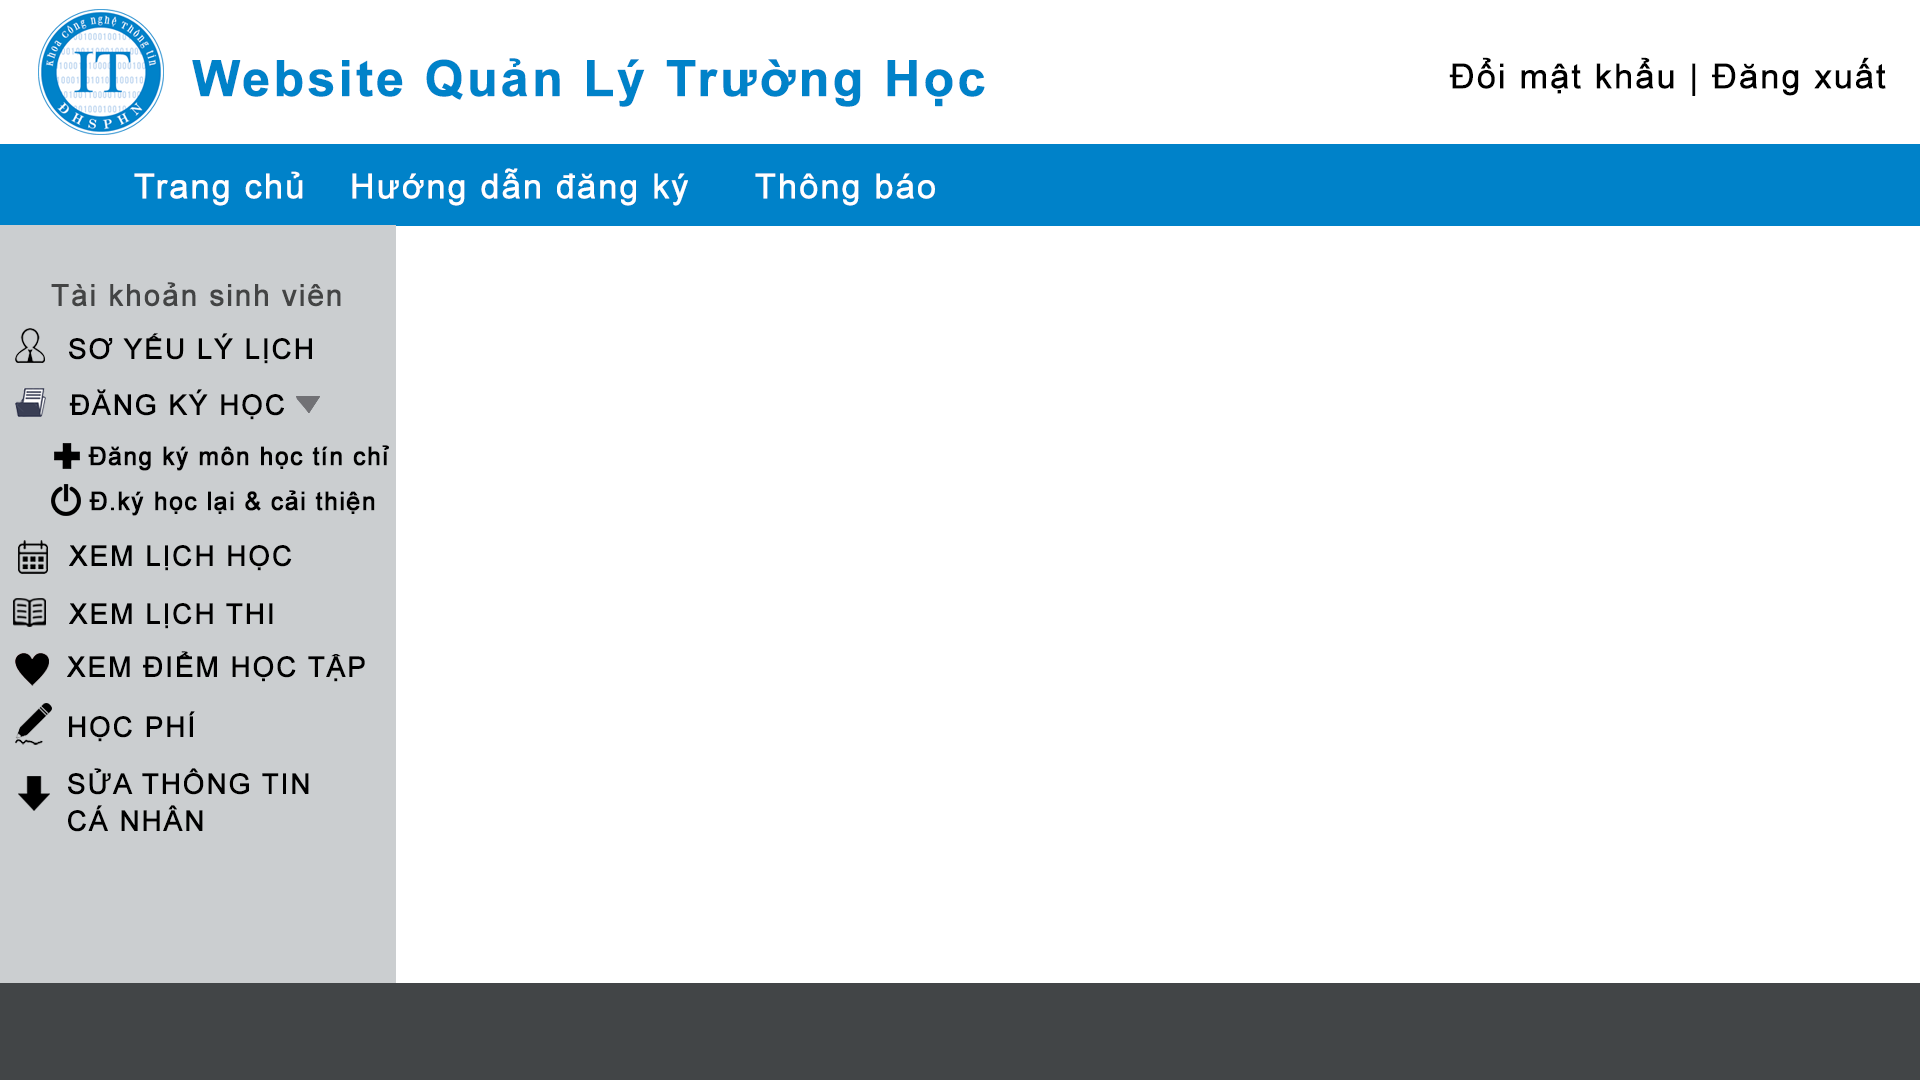 Khoa Công nghệ Thông tin
IT
ĐHSPHN
Website Quản Lý Trường Học
Đổi mật khẩu | Đăng xuất
Trang chủ Hướng dẫn đăng ký Thông báo
Tài khoản sinh viên
SƠ YẾU LÝ LỊCH
ĐĂNG KÝ HỌC
Đăng ký môn học tín chỉ
Đ.ký học lại & cải thiện
XEM LỊCH HỌC
XEM LỊCH THI
XEM ĐIỂM HỌC TẬP
HỌC PHÍ
SỬA THÔNG TIN
CÁ NHÂN